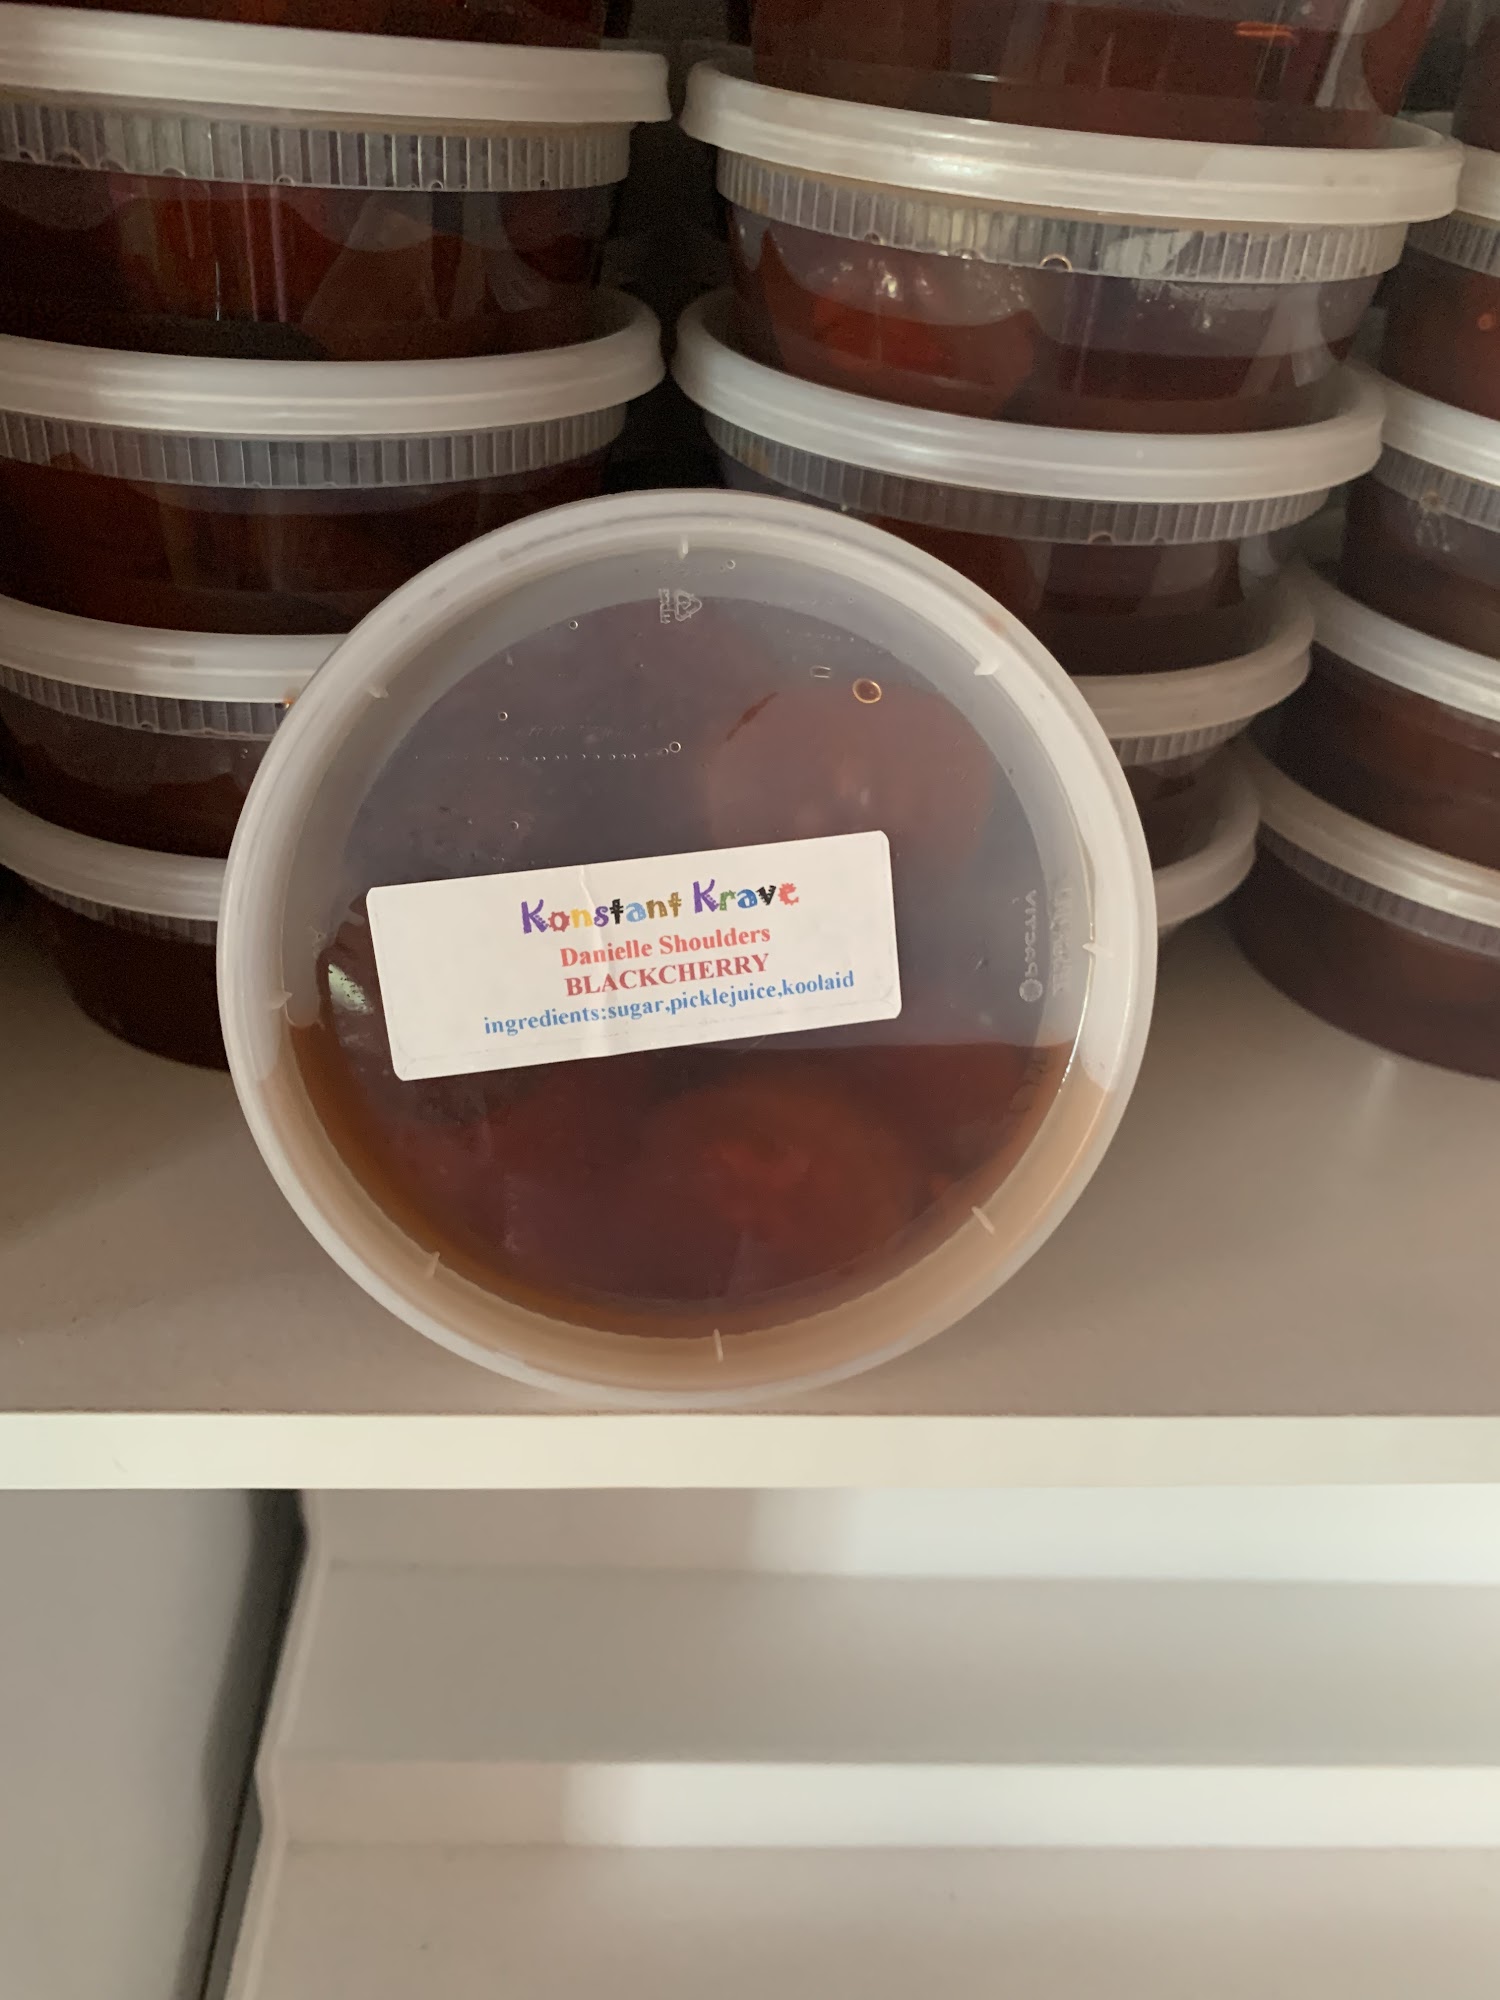 Konstant Krave
Danielle Shoulders
BLACKCHERRY
ingredients:sugar,picklejuice,koolaid